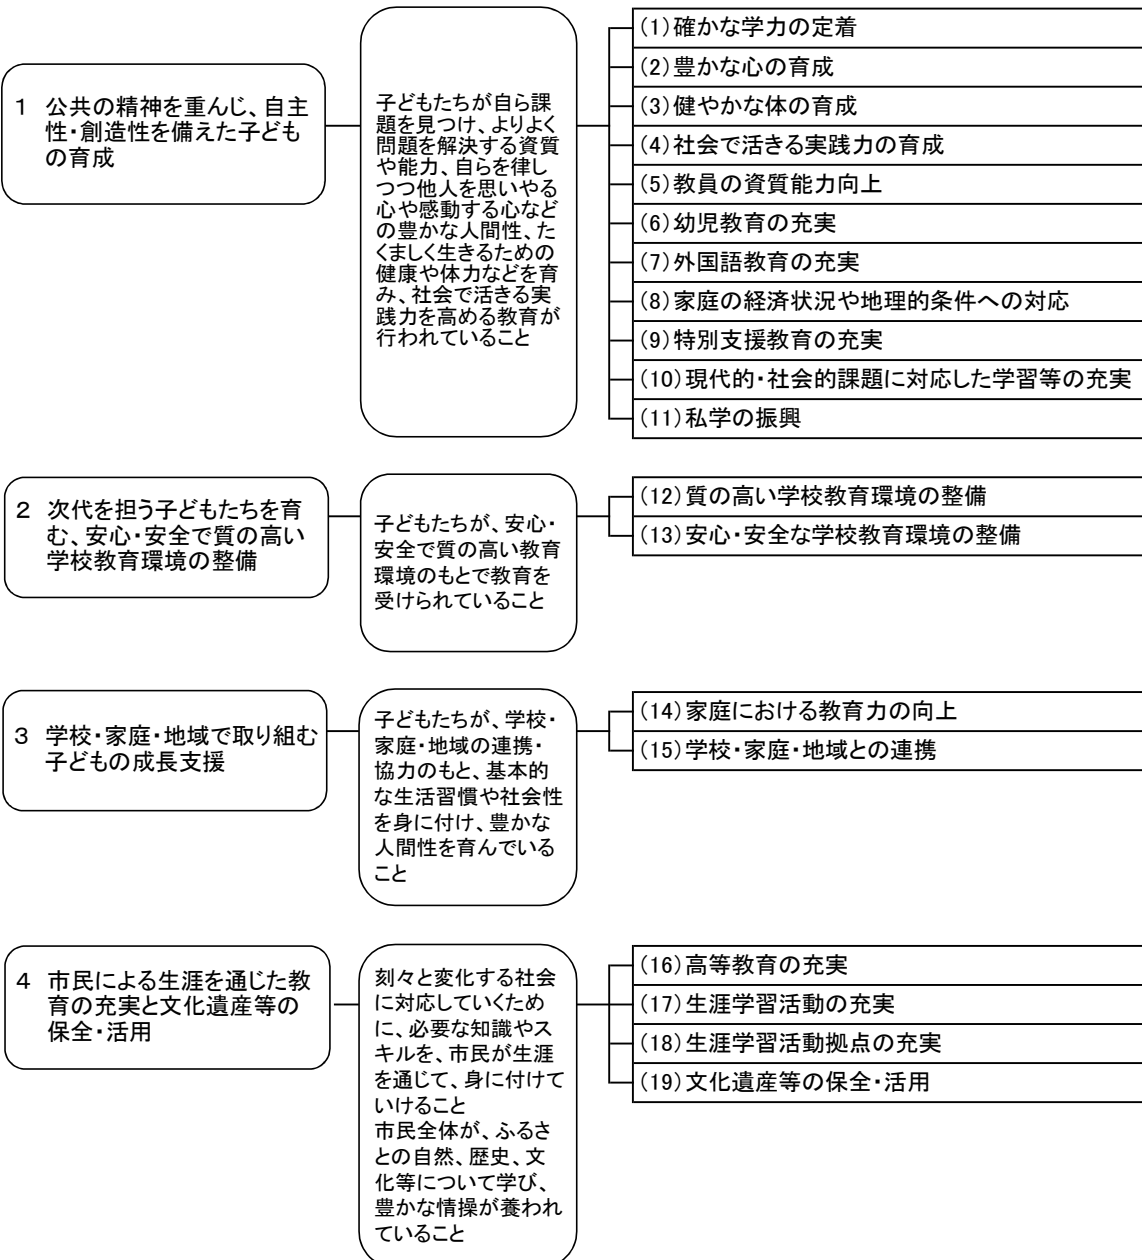 1 公共の精神を重んじ、自主
性・創造性を備えた子ども
の育成
子どもたちが自ら課
題を見つけ、よりよく
問題を解決する資質
や能力、自らを律し
つつ他人を思いやる
心や感動する心など
の豊かな人間性、た
くましく生きるための
健康や体力などを育
み、社会で活きる実
践力を高める教育が
行われていること
(1)確かな学力の定着
(2)豊かな心の育成
(3)健やかな体の育成
(4)社会で活きる実践力の育成
(5)教員の資質能力向上
(6)幼児教育の充実
(7)外国語教育の充実
(8)家庭の経済状況や地理的条件への対応
(9)特別支援教育の充実
(10)現代的・社会的課題に対応した学習等の充実
(11)私学の振興
2 次代を担う子どもたちを育
む、安心・安全で質の高い
学校教育環境の整備
子どもたちが、安心・
安全で質の高い教育
環境のもとで教育を
受けられていること
(12)質の高い学校教育環境の整備
(13)安心・安全な学校教育環境の整備
3 学校・家庭・地域で取り組む
子どもの成長支援
子どもたちが、学校・
家庭・地域の連携・
協力のもと、基本的
な生活習慣や社会性
を身に付け、豊かな
人間性を育んでいる
こと
(14)家庭における教育力の向上
(15)学校・家庭・地域との連携
4 市民による生涯を通じた教
育の充実と文化遺産等の
保全・活用
刻々と変化する社会
に対応していくため
に、必要な知識やス
キルを、市民が生涯
を通じて、身に付けて
いけること
市民全体が、ふるさ
との自然、歴史、文
化等について学び、
豊かな情操が養われ
ていること
(16)高等教育の充実
(17)生涯学習活動の充実
(18)生涯学習活動拠点の充実
(19)文化遺産等の保全・活用